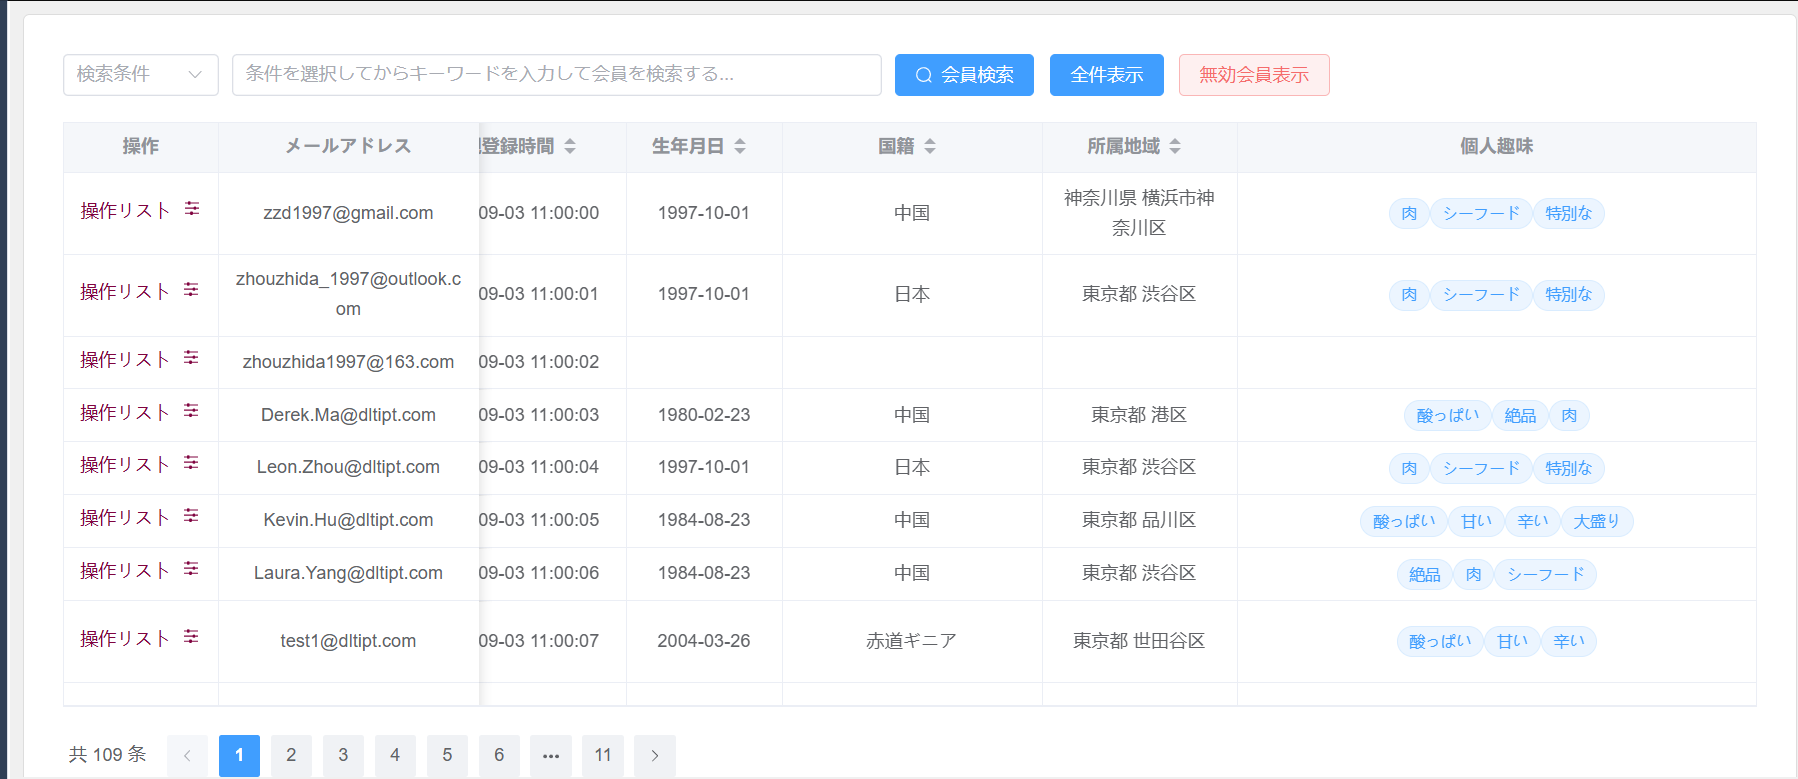 検索条件 条件を選択してからキーワードを入力して会員を検索する... 会員検索 全件表示 無効会員表示
操作 メールアドレス 登録時間 生年月日 国籍 所属地域 個人趣味
操作リスト zzd1997@gmail.com 09-03 11:00:00 1997-10-01 中国 神奈川県 横浜市神
奈川区 肉 シーフード 特別な
操作リスト zhouzhida_1997@outlook.c
om 09-03 11:00:01 1997-10-01 日本 東京都 渋谷区 肉 シーフード 特別な
操作リスト zhouzhida1997@163.com 09-03 11:00:02
操作リスト Derek.Ma@dltipt.com 09-03 11:00:03 1980-02-23 中国 東京都 港区 酸っぱい 絶品 肉
操作リスト Leon.Zhou@dltipt.com 09-03 11:00:04 1997-10-01 日本 東京都 渋谷区 肉 シーフード 特別な
操作リスト Kevin.Hu@dltipt.com 09-03 11:00:05 1984-08-23 中国 東京都 品川区 酸っぱい 甘い 辛い 大盛り
操作リスト Laura.Yang@dltipt.com 09-03 11:00:06 1984-08-23 中国 東京都 渋谷区 絶品 肉 シーフード
操作リスト test1@dltipt.com 09-03 11:00:07 2004-03-26 赤道ギニア 東京都 世田谷区 酸っぱい 甘い 辛い
共 109 条 1 2 3 4 5 6 ... 11